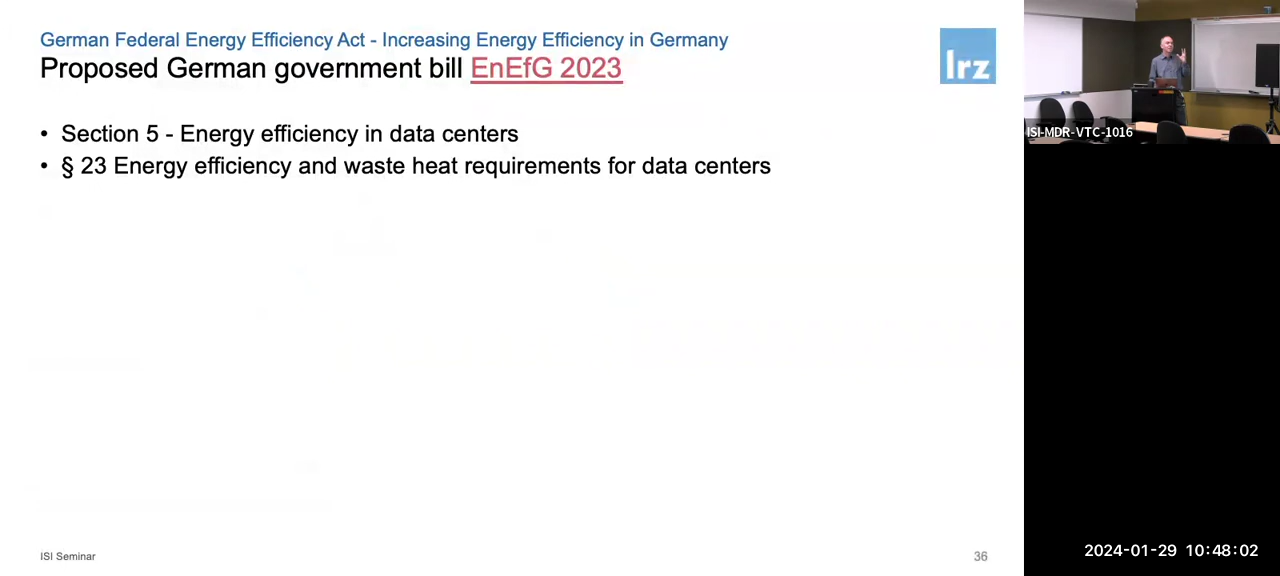 German Federal Energy Efficiency Act - Increasing Energy Efficiency in Germany
Proposed German government bill EnEfG 2023
lrz
• Section 5 - Energy efficiency in data centers
• § 23 Energy efficiency and waste heat requirements for data centers
ISI Seminar
36
ISI-MDR-VTC-1016
2024-01-29 10:48:02